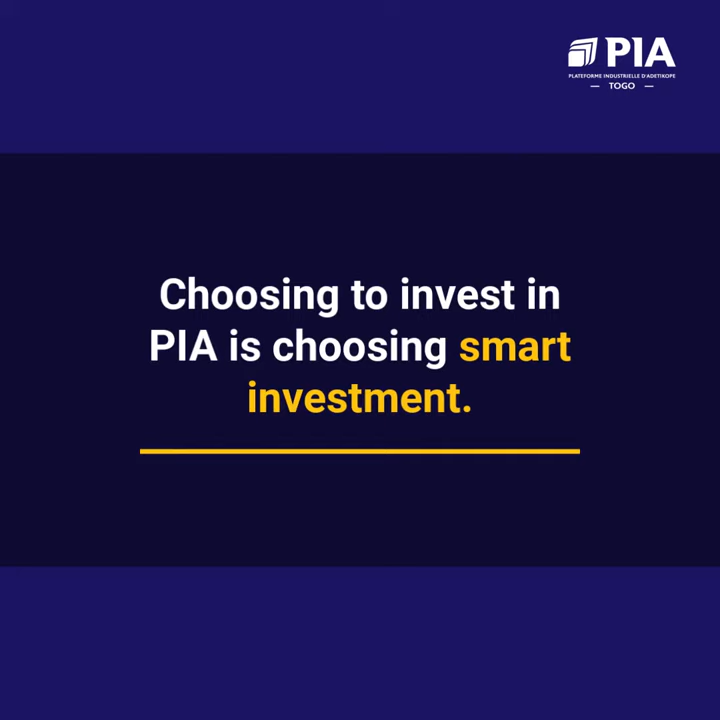 PIA
PLATEFORME INDUSTRIELLE D'ADETIKOPE
TOGO
Choosing to invest in
PIA is choosing smart
investment.